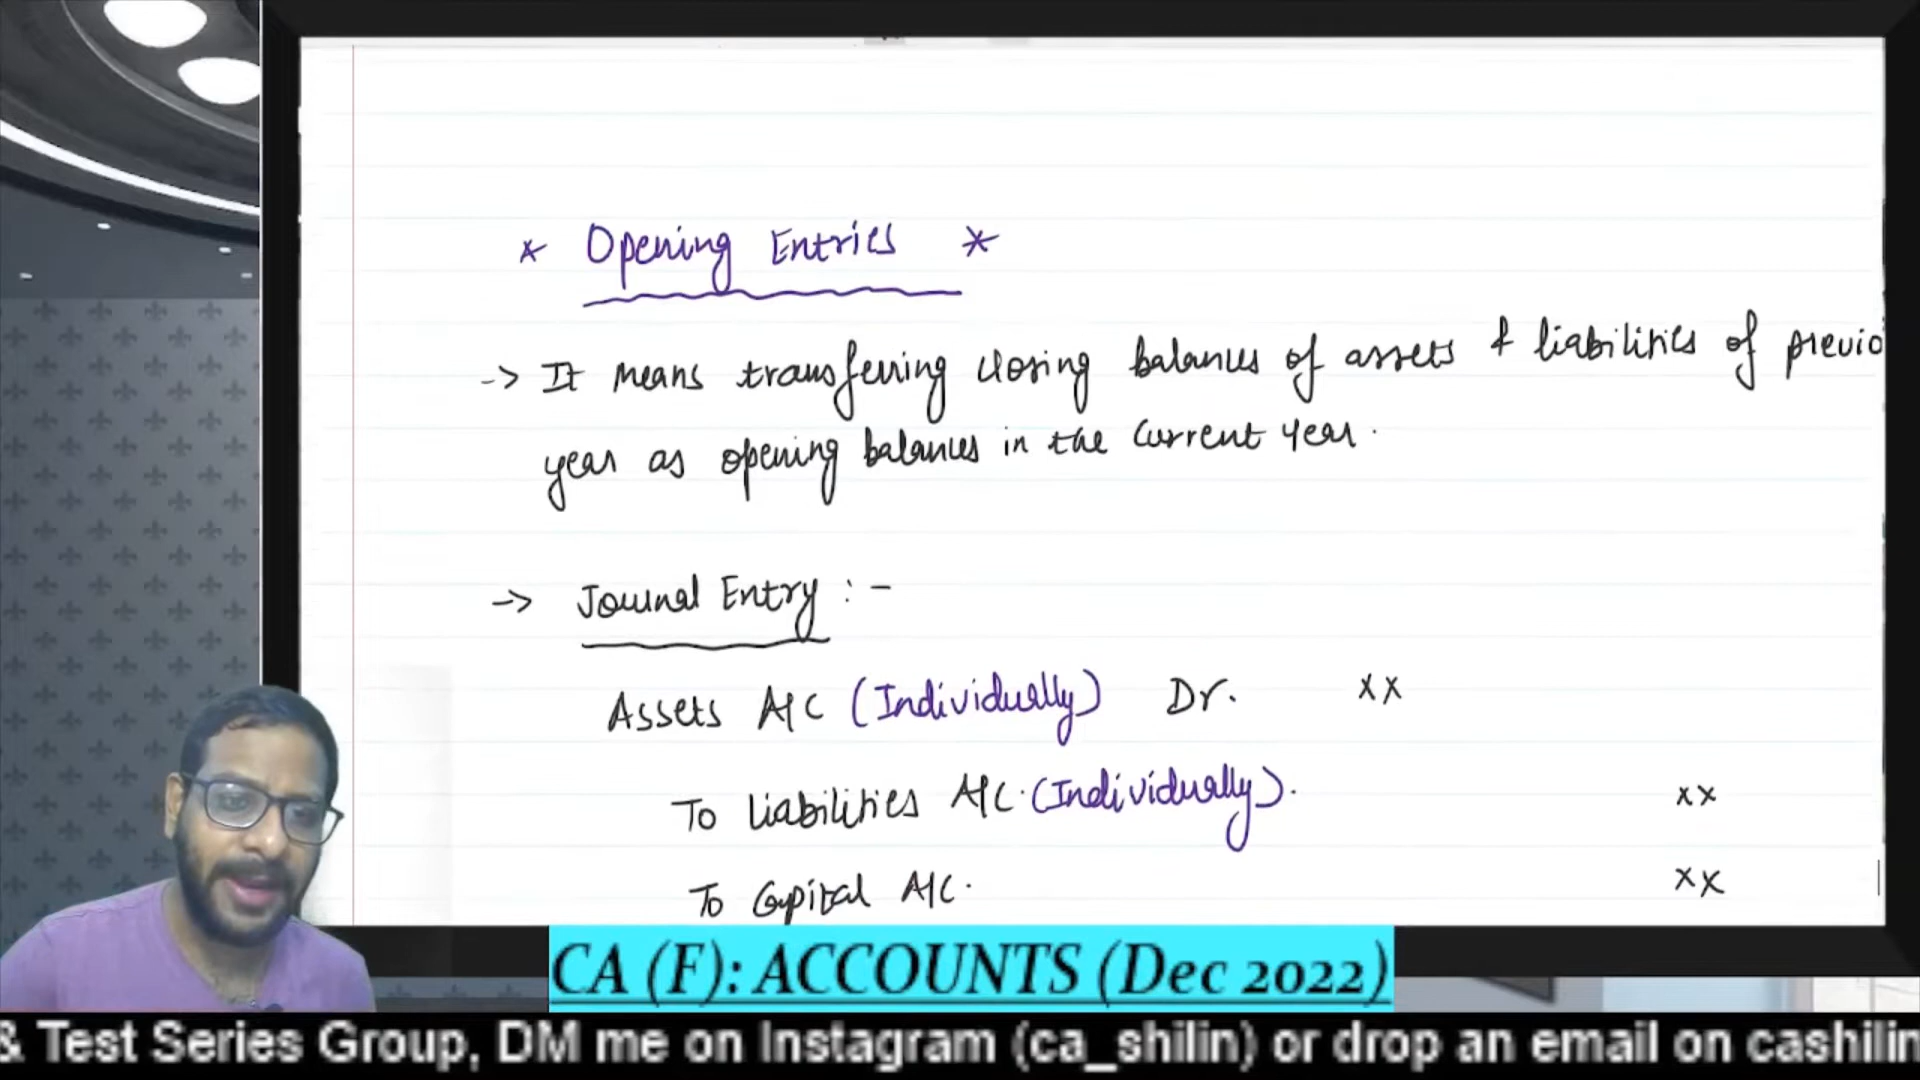 * Opening Entries *
-> It means transferring closing balances of assets & liabilities of previo
year as opening balances in the current year.
-> Journal Entry :-
Assets A/C (Individually) Dr. xx
To liabilities A/C. (Individually). xx
To Capital A/C. xx
CA (F): ACCOUNTS (Dec 2022)
& Test Series Group, DM me on Instagram (ca_shilin) or drop an email on cashilin